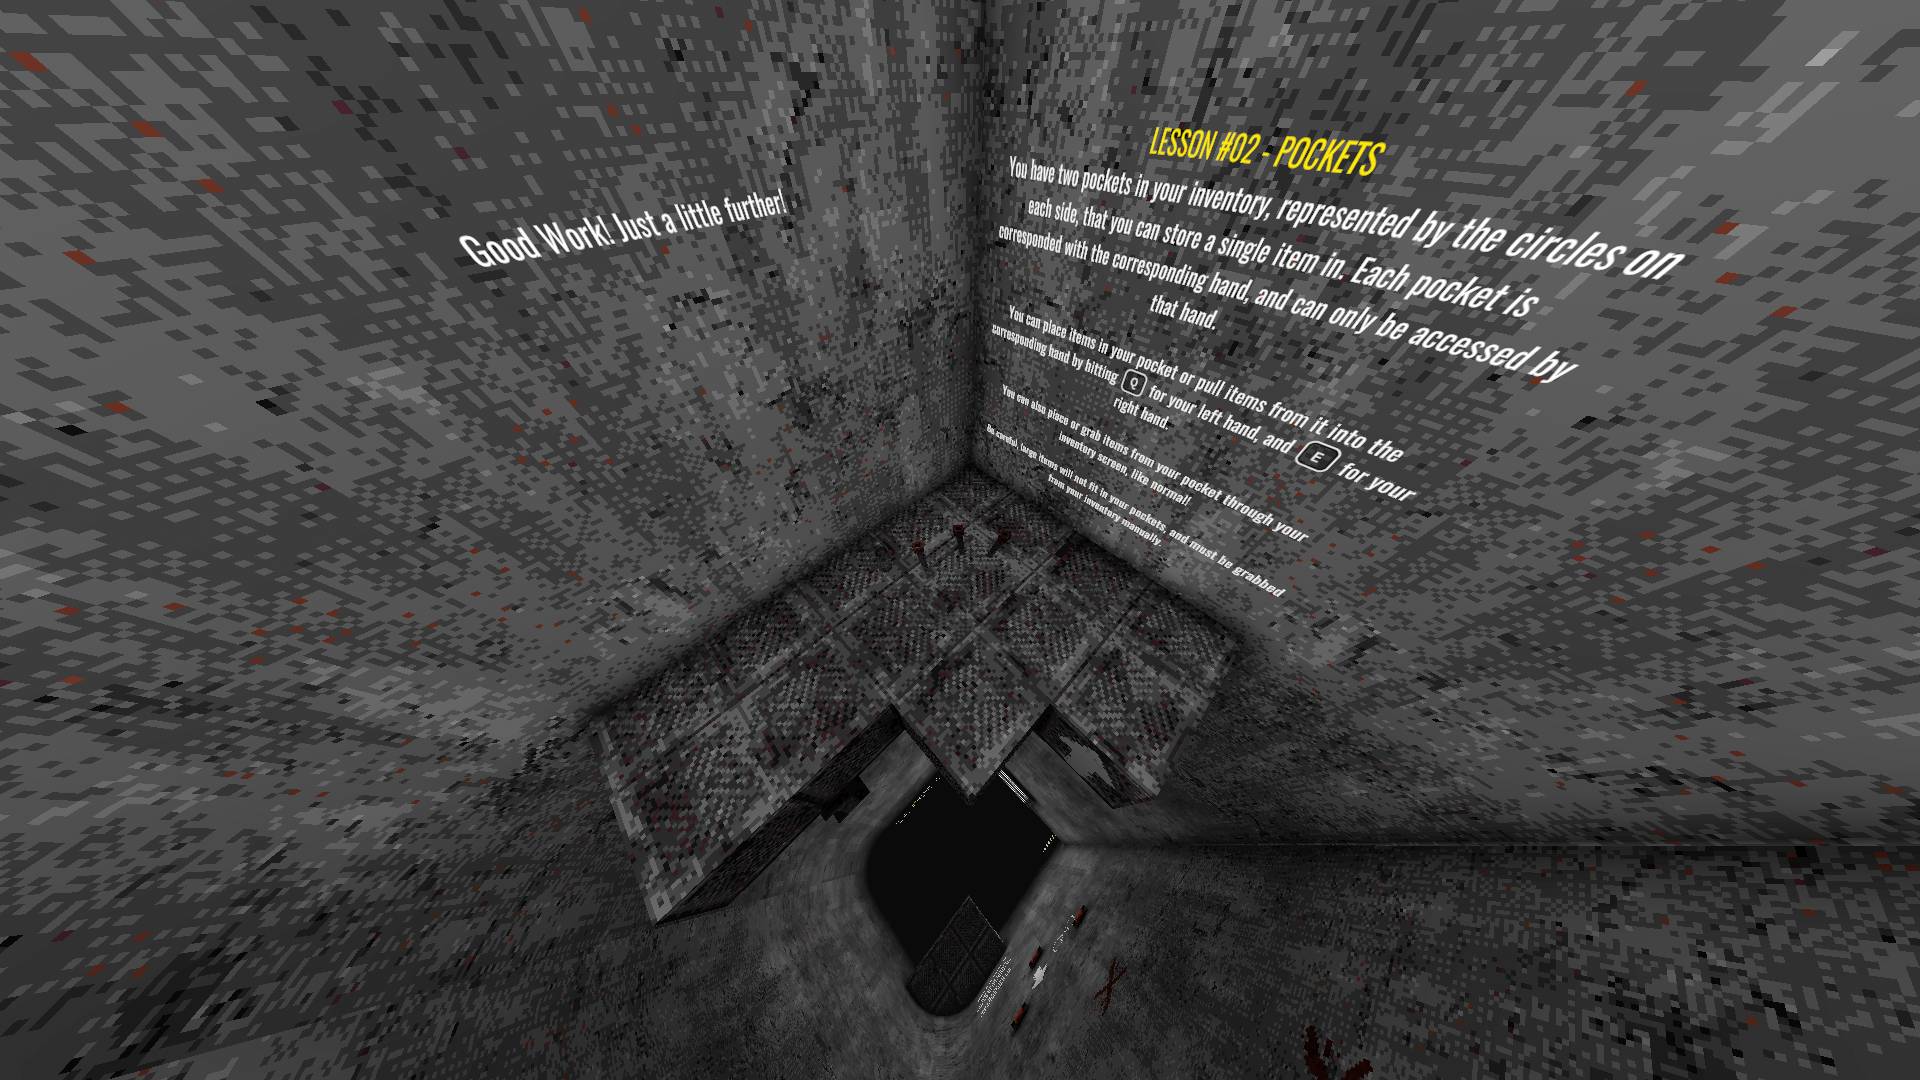 Good Work! Just a little further!
LESSON #02 - POCKETS
You have two pockets in your inventory, represented by the circles on
each side, that you can store a single item in. Each pocket is
corresponded with the corresponding hand, and can only be accessed by
that hand.
You can place items in your pocket or pull items from it into the
corresponding hand by hitting Q for your left hand, and E for your
right hand.
You can also place or grab items from your pocket through your
inventory screen, like normal!
Be careful, large items will not fit in your pockets, and must be grabbed
from your inventory manually.